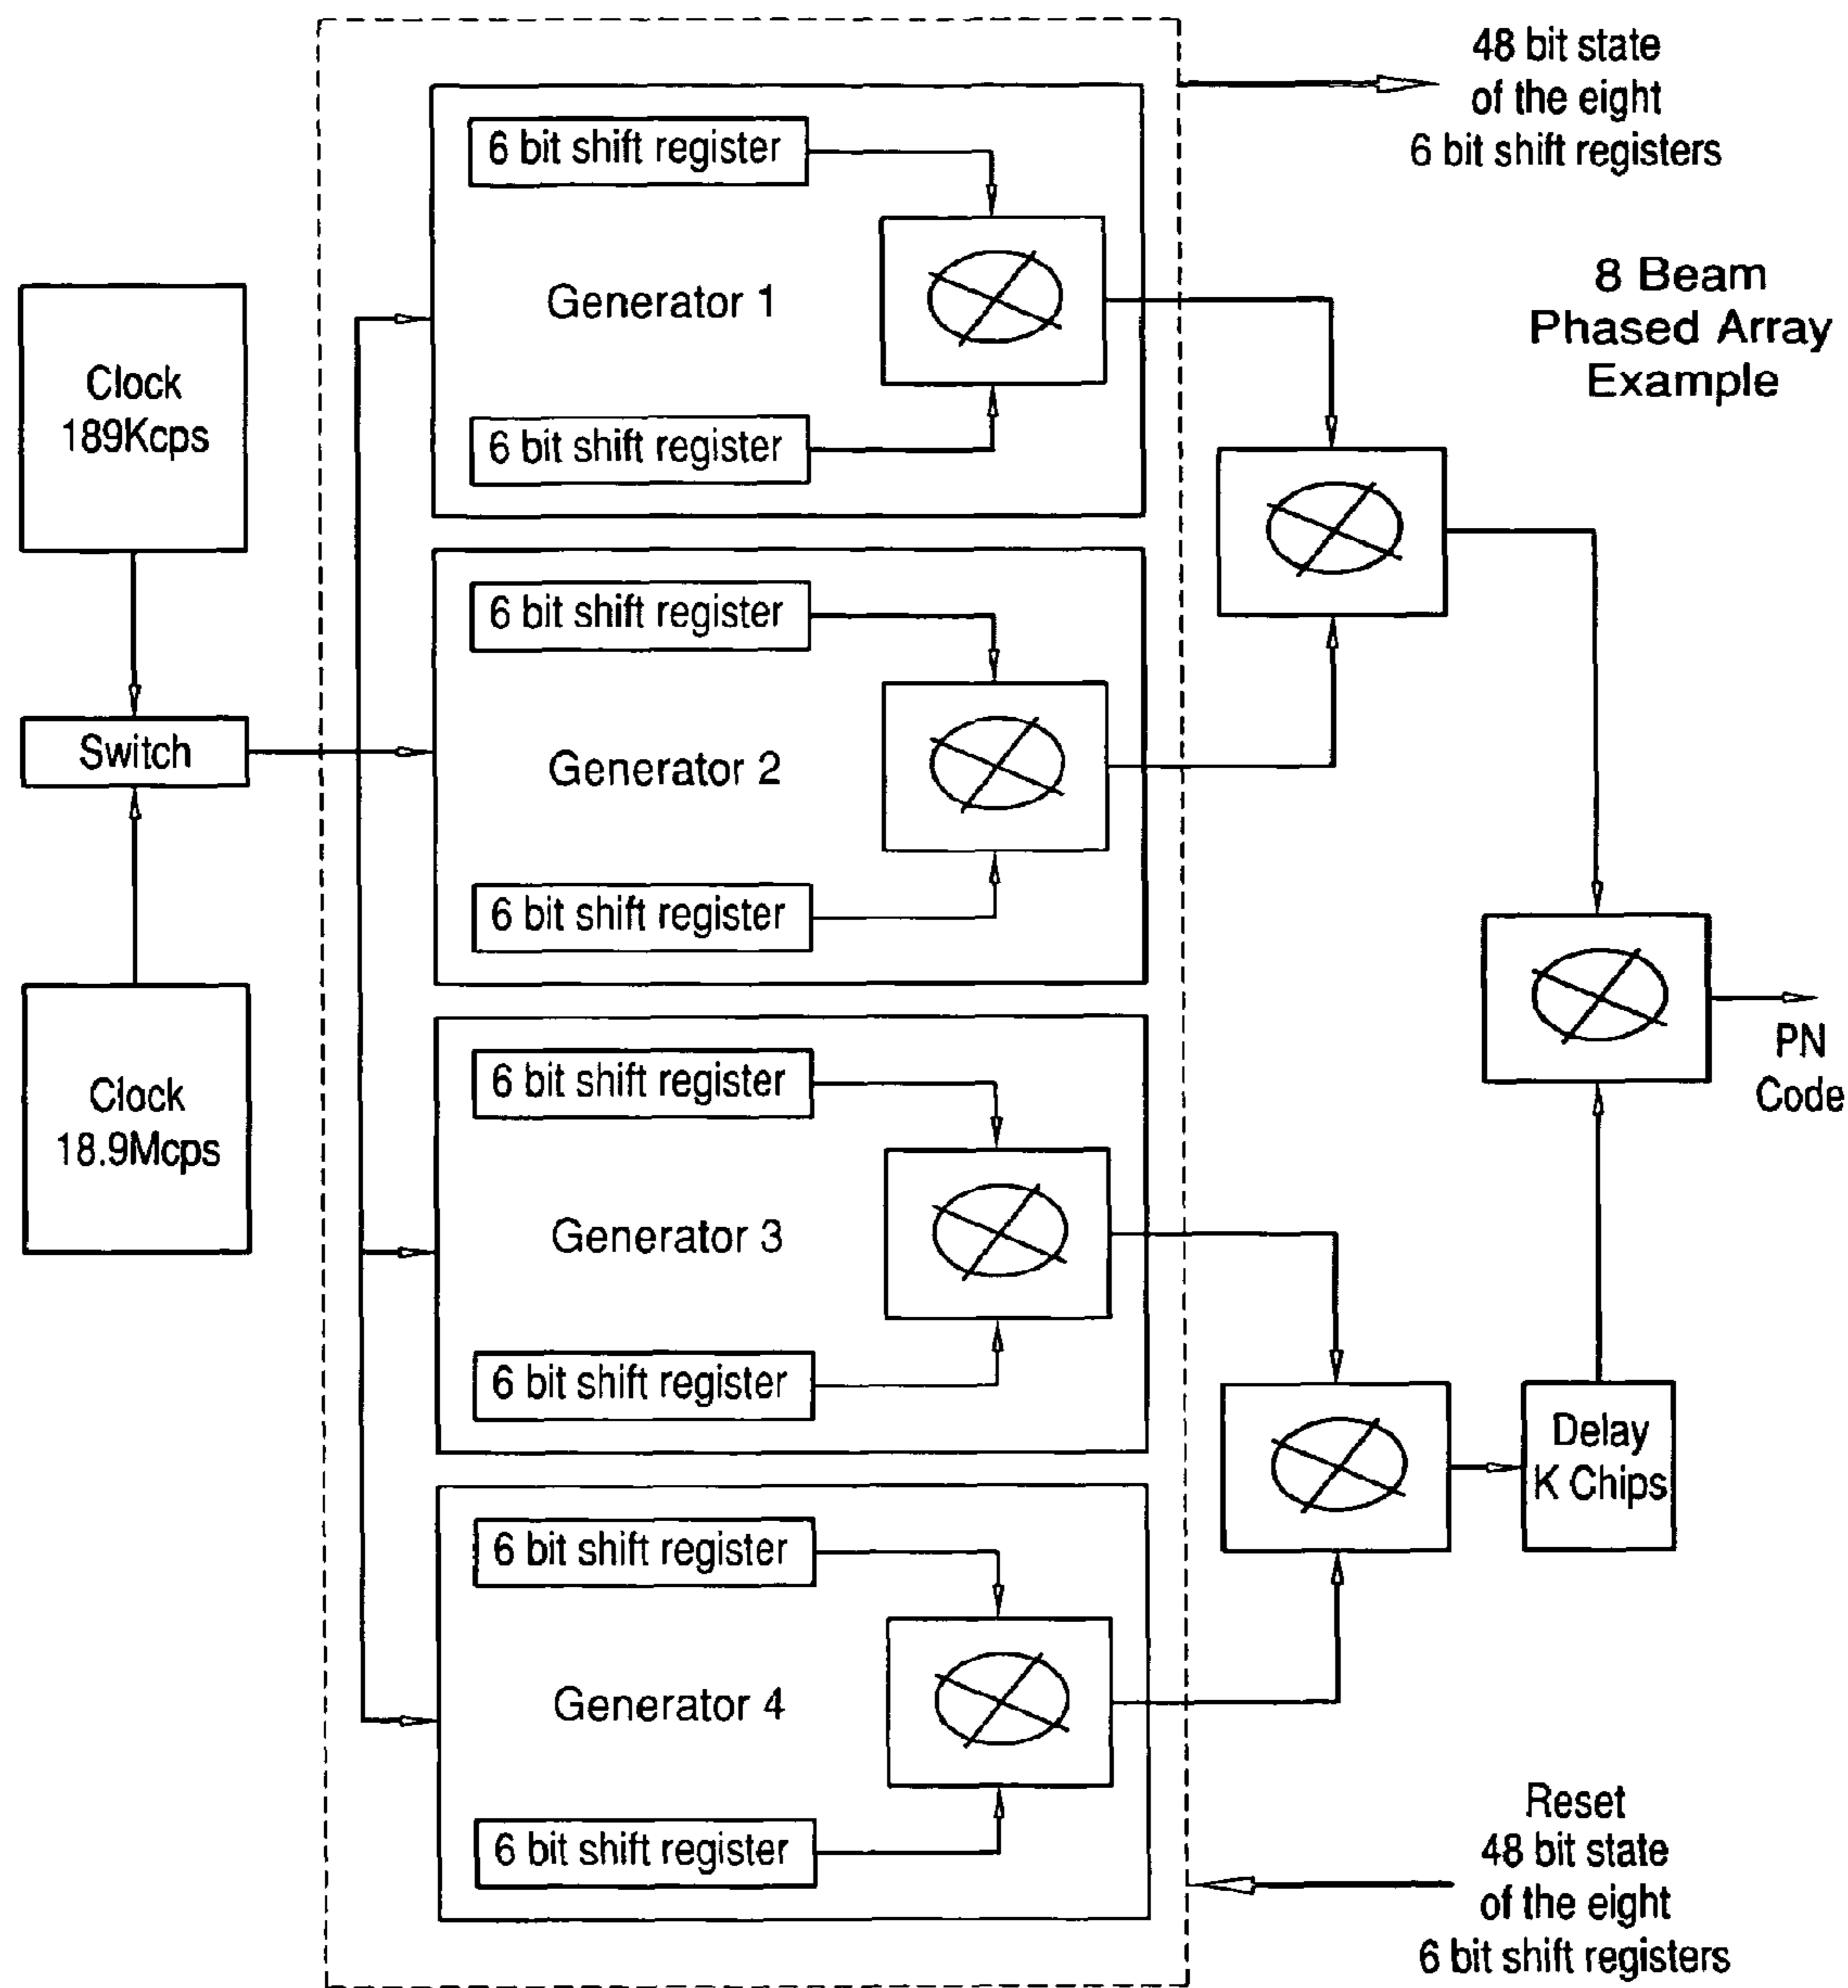 48 bit state
of the eight
6 bit shift registers
8 Beam
Phased Array
Example
Clock
189Kcps
Switch
Clock
18.9Mcps
6 bit shift register
Generator 1
6 bit shift register
6 bit shift register
Generator 2
6 bit shift register
6 bit shift register
Generator 3
6 bit shift register
6 bit shift register
Generator 4
6 bit shift register
PN
Code
Delay
K Chips
Reset
48 bit state
of the eight
6 bit shift registers